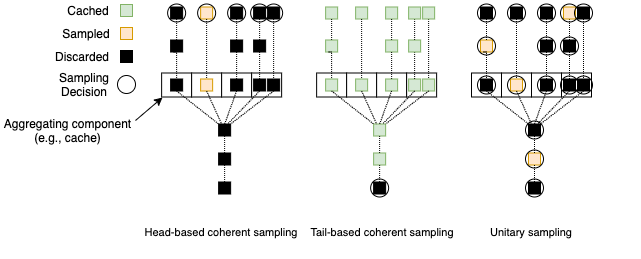 Cached
Sampled
Discarded
Sampling
Decision
Aggregating component
(e.g., cache)
Head-based coherent sampling
Tail-based coherent sampling
Unitary sampling